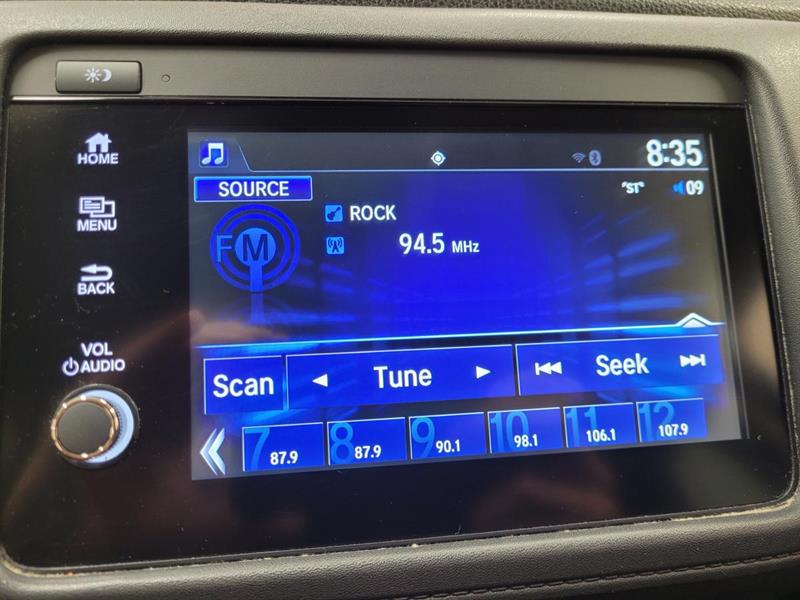 HOME
MENU
BACK
VOL
AUDIO
8:35
SOURCE
"ST"
09
FM
ROCK
94.5 MHz
Scan
Tune
Seek
7 87.9
8 87.9
9 90.1
10 98.1
11 106.1
12 107.9